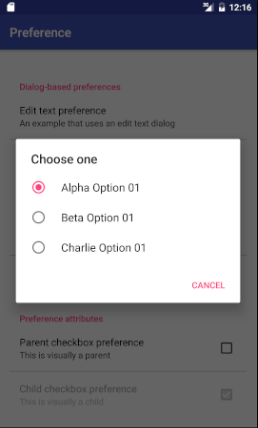 12:16
Preference
Dialog-based preferences
Edit text preference
An example that uses an edit text dialog
Choose one
Alpha Option 01
Beta Option 01
Charlie Option 01
CANCEL
Preference attributes
Parent checkbox preference
This is visually a parent
Child checkbox preference
This is visually a child